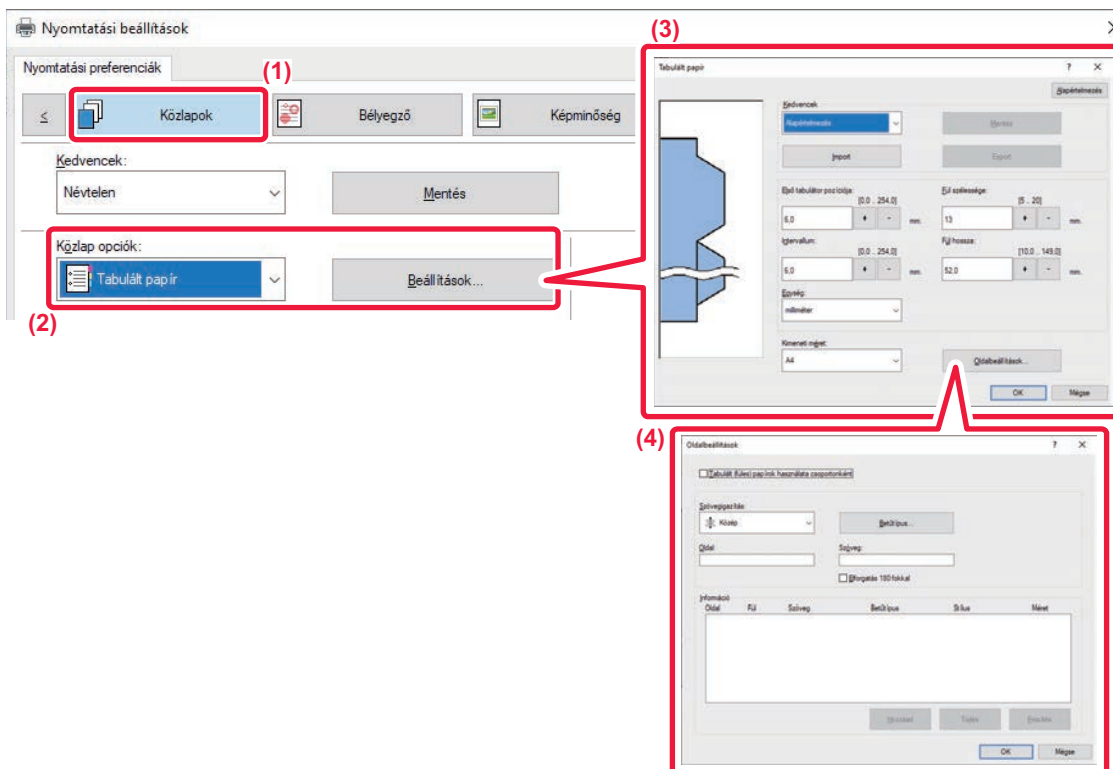 Nyomtatási beállítások
Nyomtatási preferenciák
(1)
≤ Közlapok Bélyegző Képminőség
Kedvencek:
Névtelen Mentés
Közlap opciók:
Tabulált papír Beállítások...
(2)
(3)
Tabulált papír ? X
Alapértelmezés
Kedvencek
Alapértelmezés Mentés
Import Export
Első tabulátor pozíciója: Fül szélessége:
[0,0 .. 254,0] [5 .. 20]
6,0 + - mm. 13 + - mm.
Intervallum: Fül hossza:
[0,0 .. 254,0] [10,0 .. 149,0]
6,0 + - mm. 52,0 + - mm.
Egység:
milliméter
Kimeneti méret:
A4 Oldalbeállítások...
OK Mégse
(4)
Oldalbeállítások ? X
Tabulált (füles) papírok használata csoportonként
Szövegigazítás:
Közép Betűtípus...
Oldal Szöveg:
Elforgatás 180 fokkal
Információ
Oldal Fül Szöveg Betűtípus Stílus Méret
Hozzáad Törlés Frissítés
OK Mégse